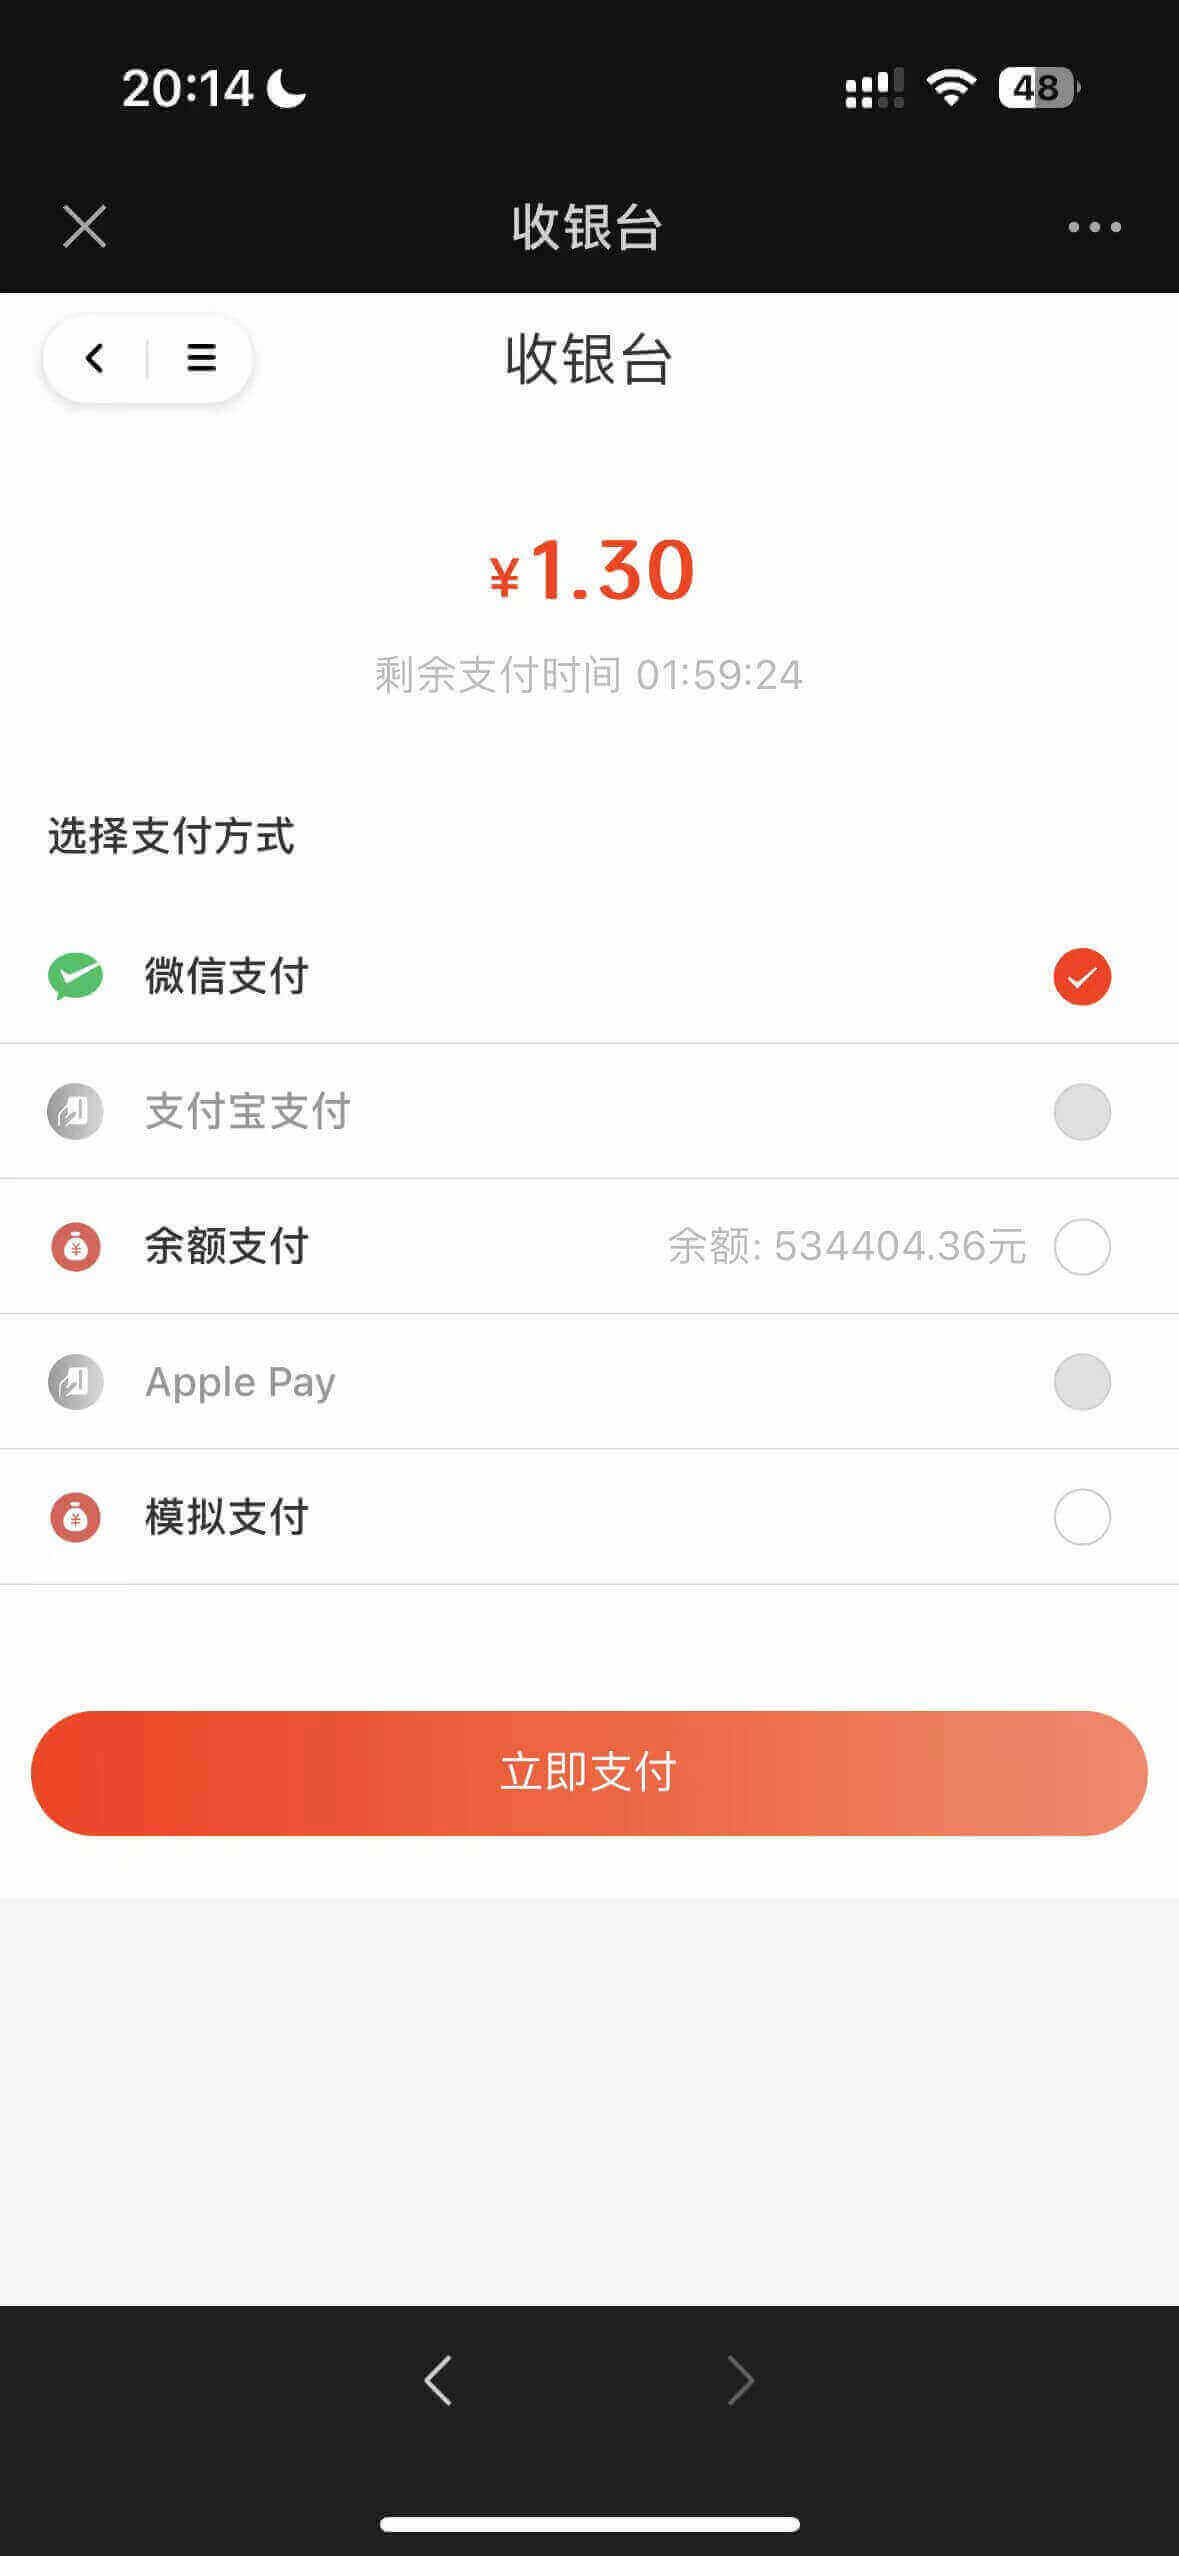 20:14
48
收银台
收银台
¥1.30
剩余支付时间 01:59:24
选择支付方式
微信支付
支付宝支付
余额支付 余额: 534404.36元
Apple Pay
模拟支付
立即支付